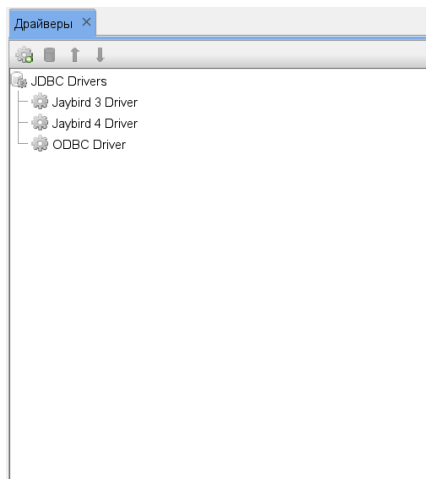 Драйверы
JDBC Drivers
Jaybird 3 Driver
Jaybird 4 Driver
ODBC Driver